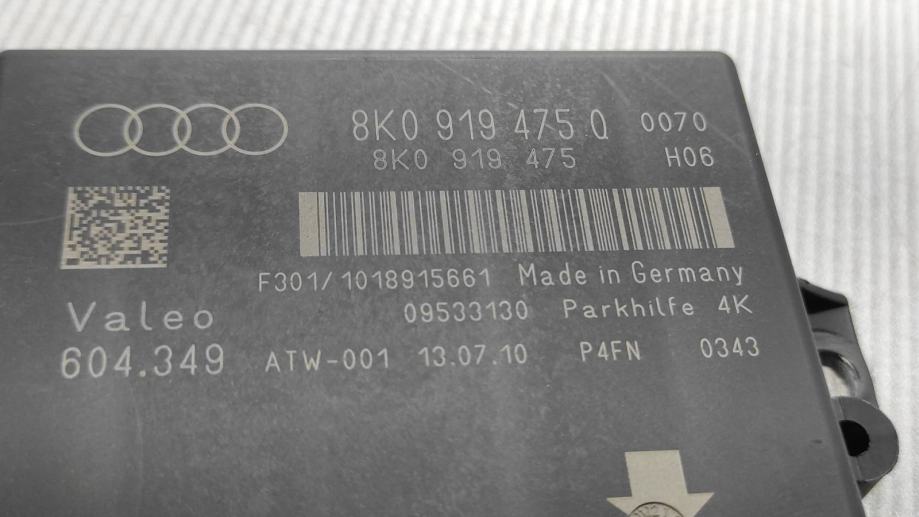 8K0 919 475 Q 0070
8K0 919 475 H06
F301/1018915661 Made in Germany
Valeo 09533130 Parkhilfe 4K
604.349 ATW-001 13.07.10 P4FN 0343